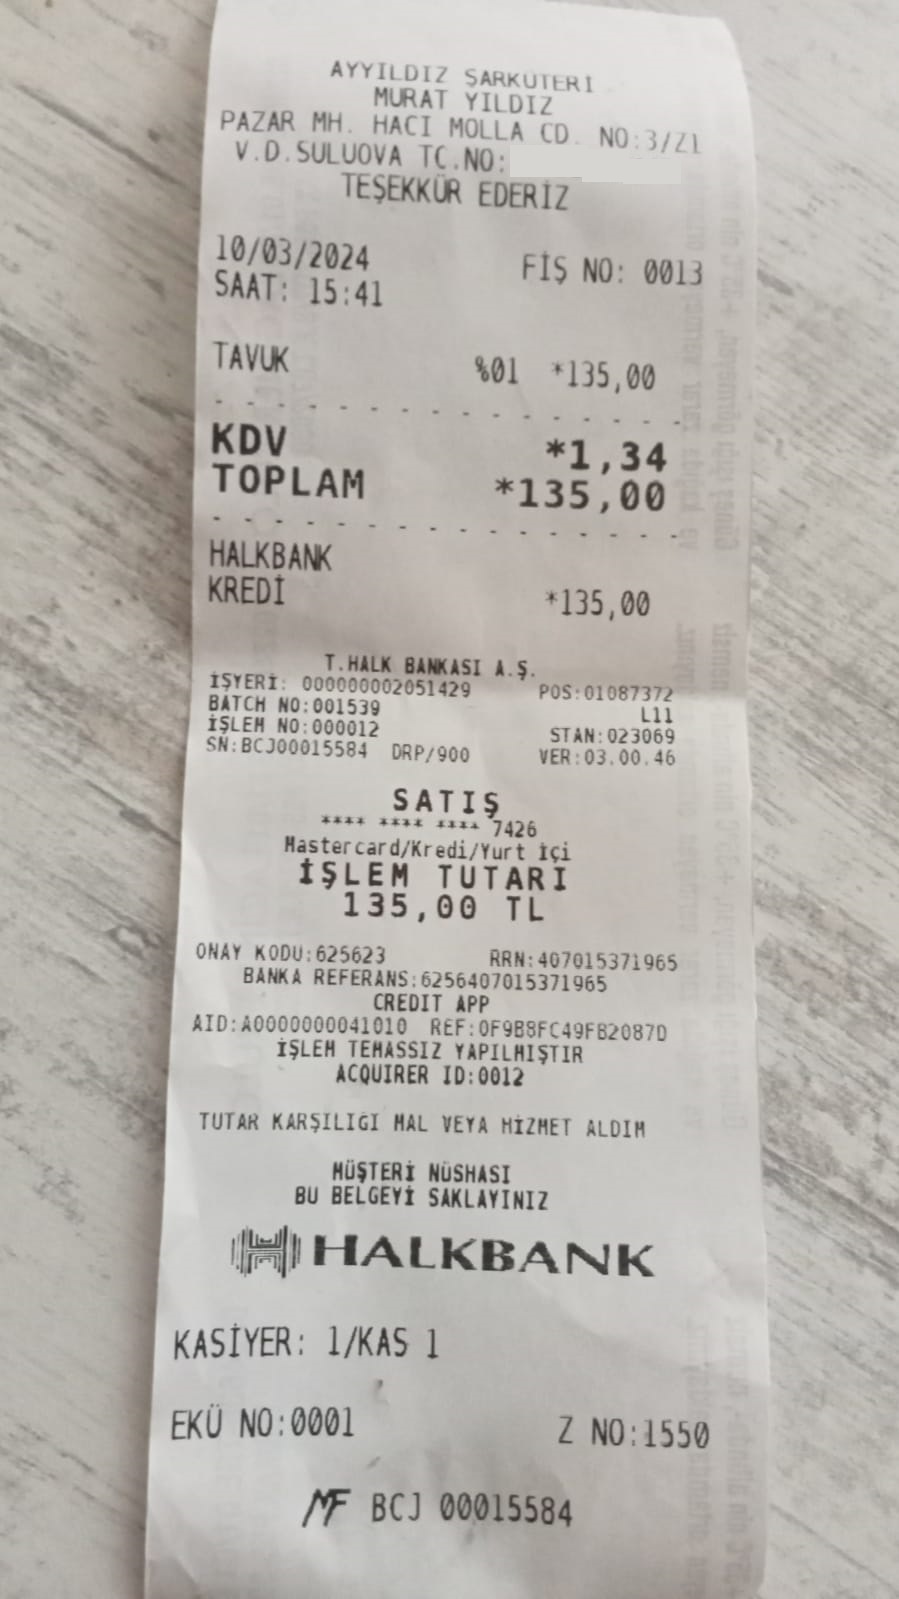 AYYILDIZ ŞARKÜTERİ
MURAT YILDIZ
PAZAR MH. HACI MOLLA CD. NO:3/Z1
V.D.SULUOVA TC.NO:
TEŞEKKÜR EDERİZ
10/03/2024 FİŞ NO: 0013
SAAT: 15:41
TAVUK %01 *135,00
KDV *1,34
TOPLAM *135,00
HALKBANK
KREDİ *135,00
T.HALK BANKASI A.Ş.
İŞYERİ: 000000002051429 POS:01087372
BATCH NO:001539 L11
İŞLEM NO:000012 STAN:023069
SN:BCJ00015584 DRP/900 VER:03.00.46
SATIŞ
**** **** **** 7426
Mastercard/Kredi/Yurt İçi
İŞLEM TUTARI
135,00 TL
ONAY KODU:625623 RRN:407015371965
BANKA REFERANS:6256407015371965
CREDIT APP
AID:A0000000041010 REF:0F9B8FC49FB2087D
İŞLEM TEMASSIZ YAPILMIŞTIR
ACQUIRER ID:0012
TUTAR KARŞILIĞI MAL VEYA HİZMET ALDIM
MÜŞTERİ NÜSHASI
BU BELGEYİ SAKLAYINIZ
HALKBANK
KASİYER: 1/KAS 1
EKÜ NO:0001 Z NO:1550
MF BCJ 00015584